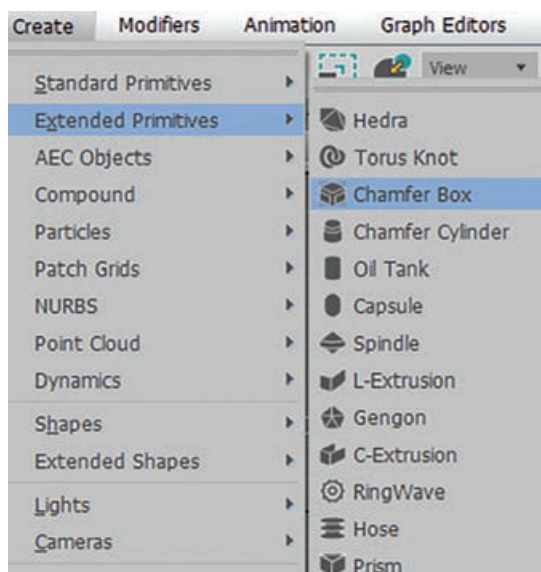 Create Modifiers Animation Graph Editors
View
Standard Primitives
Extended Primitives
AEC Objects
Compound
Particles
Patch Grids
NURBS
Point Cloud
Dynamics
Shapes
Extended Shapes
Lights
Cameras
Hedra
Torus Knot
Chamfer Box
Chamfer Cylinder
Oil Tank
Capsule
Spindle
L-Extrusion
Gengon
C-Extrusion
RingWave
Hose
Prism